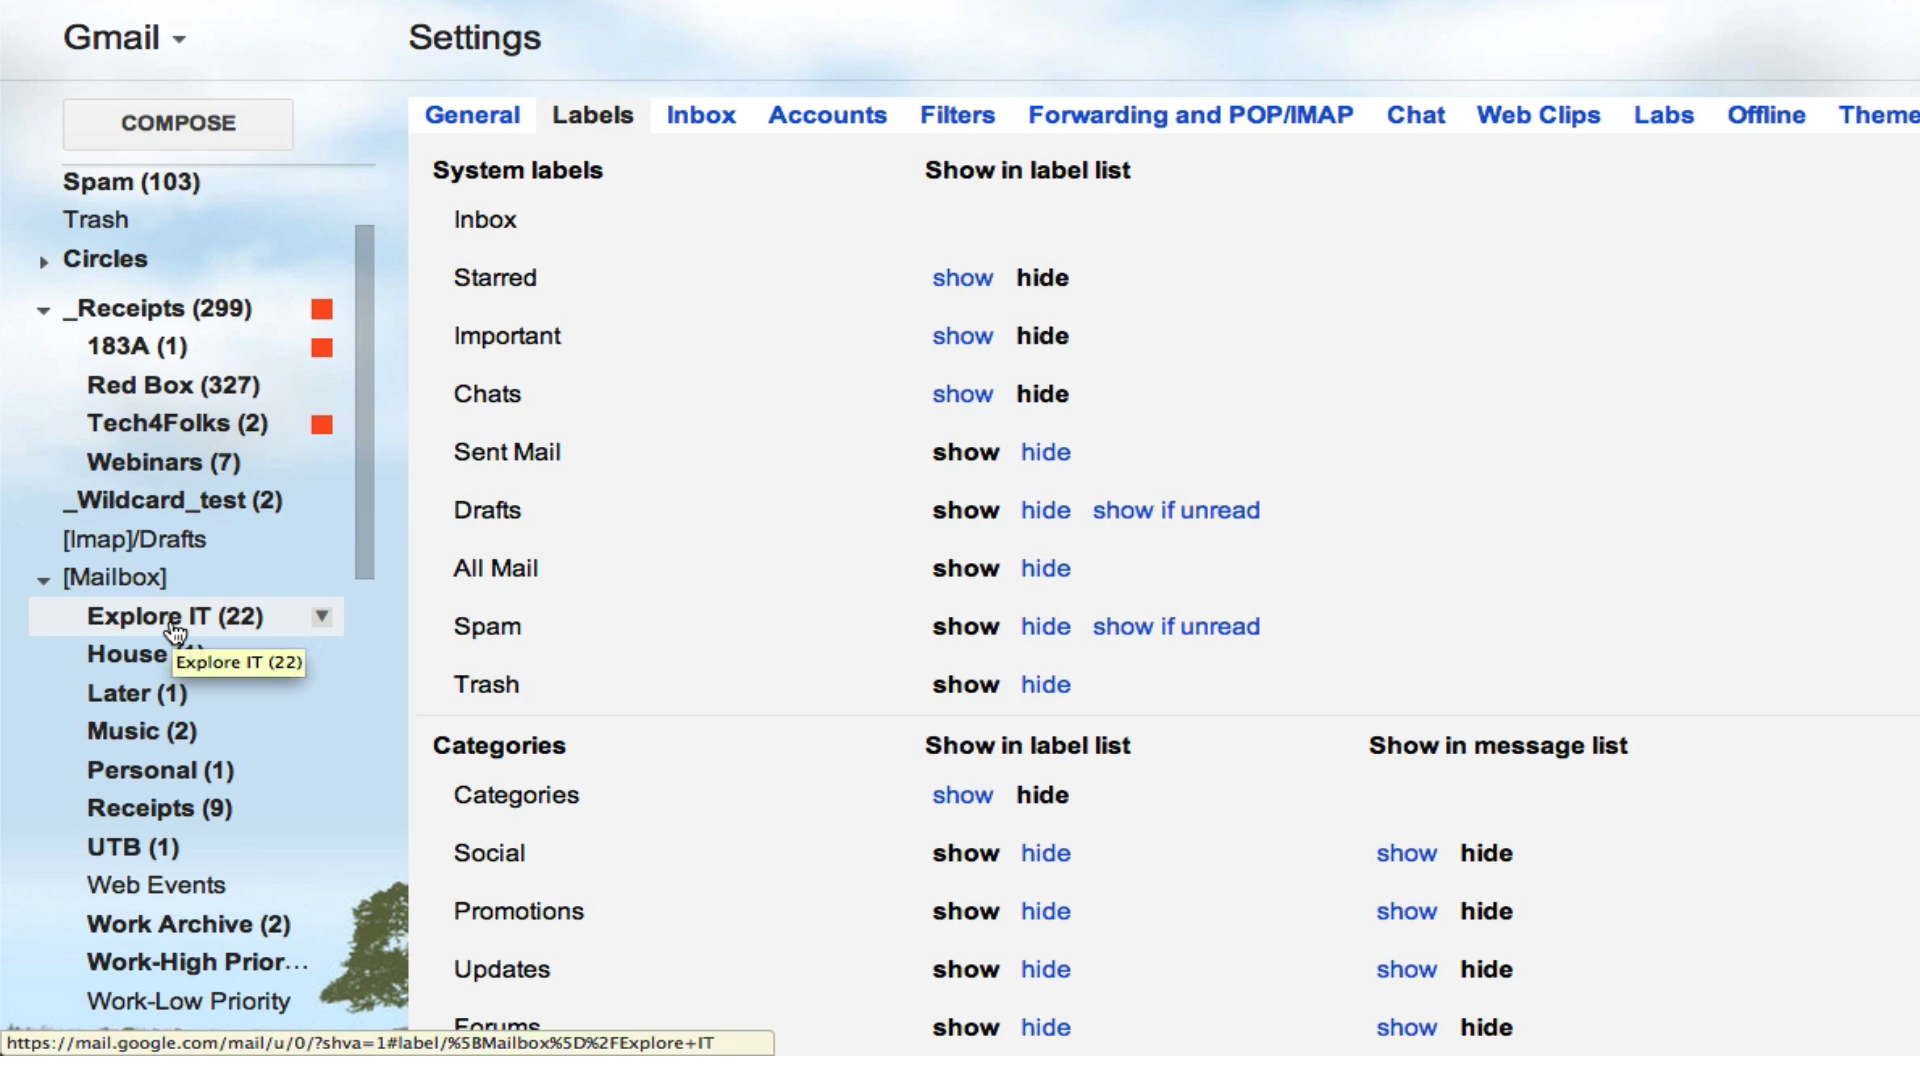 Gmail
Settings
COMPOSE
Spam (103)
Trash
Circles
_Receipts (299)
183A (1)
Red Box (327)
Tech4Folks (2)
Webinars (7)
_Wildcard_test (2)
[Imap]/Drafts
[Mailbox]
Explore IT (22)
House
Explore IT (22)
Later (1)
Music (2)
Personal (1)
Receipts (9)
UTB (1)
Web Events
Work Archive (2)
Work-High Prior...
Work-Low Priority
https://mail.google.com/mail/u/0/?shva=1#label/%5BMailbox%5D%2FExplore+IT
General Labels Inbox Accounts Filters Forwarding and POP/IMAP Chat Web Clips Labs Offline Theme
System labels Show in label list
Inbox
Starred show hide
Important show hide
Chats show hide
Sent Mail show hide
Drafts show hide show if unread
All Mail show hide
Spam show hide show if unread
Trash show hide
Categories Show in label list Show in message list
Categories show hide
Social show hide show hide
Promotions show hide show hide
Updates show hide show hide
Forums show hide show hide